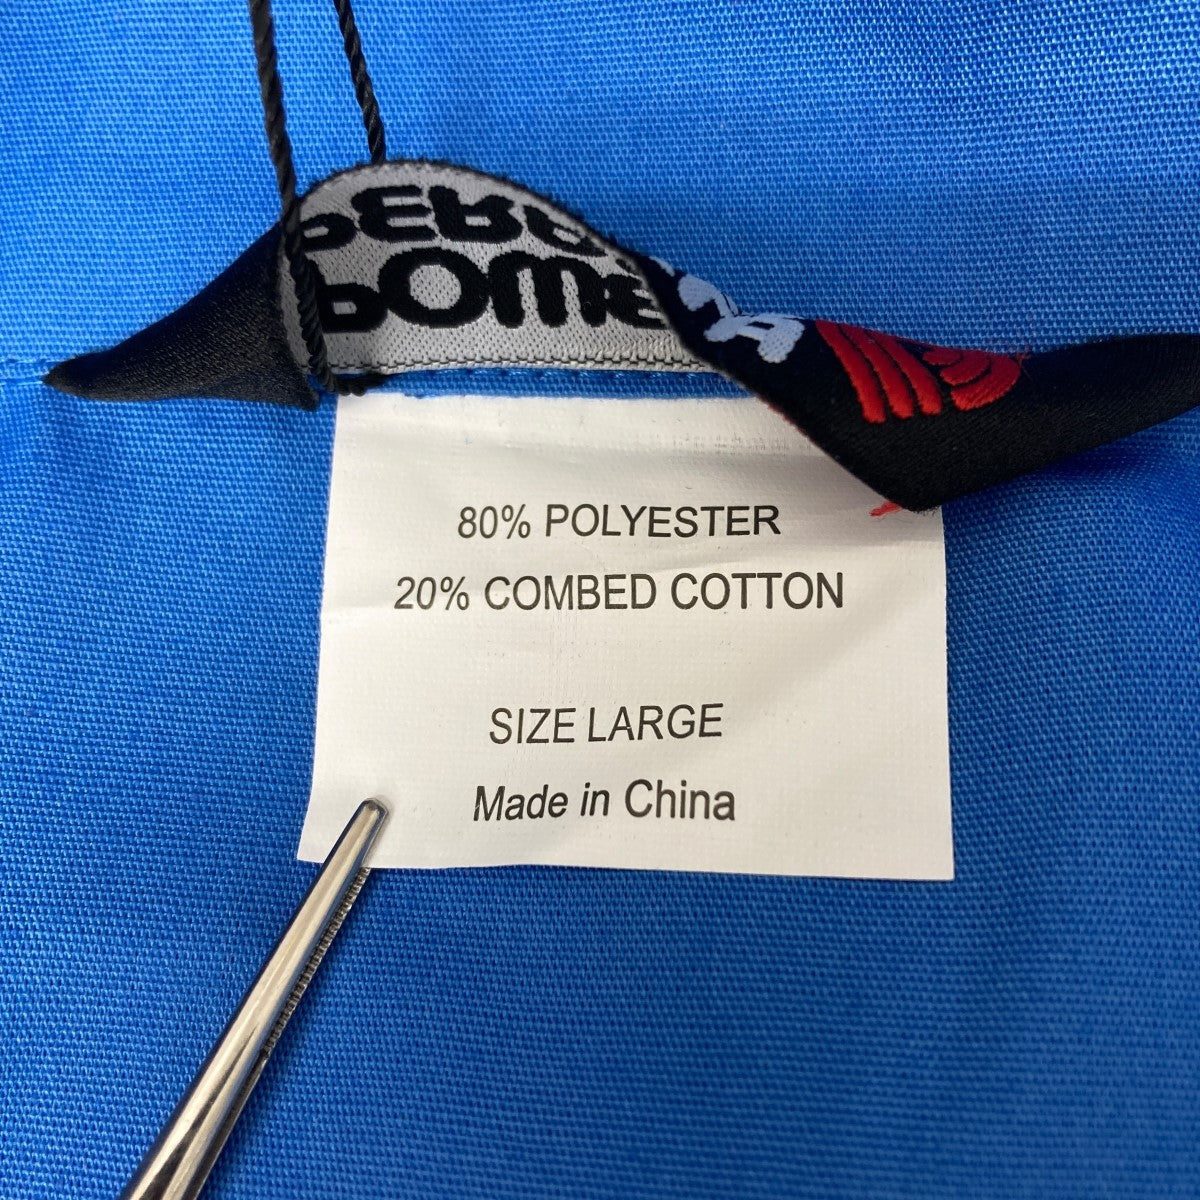 80% POLYESTER
20% COMBED COTTON
SIZE LARGE
Made in China